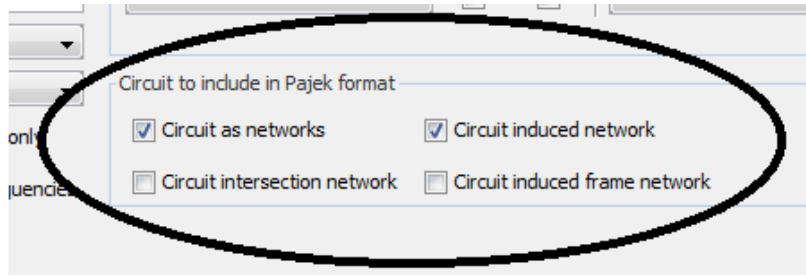 Circuit to include in Pajek format
only
Circuit as networks Circuit induced network
Circuit intersection network Circuit induced frame network